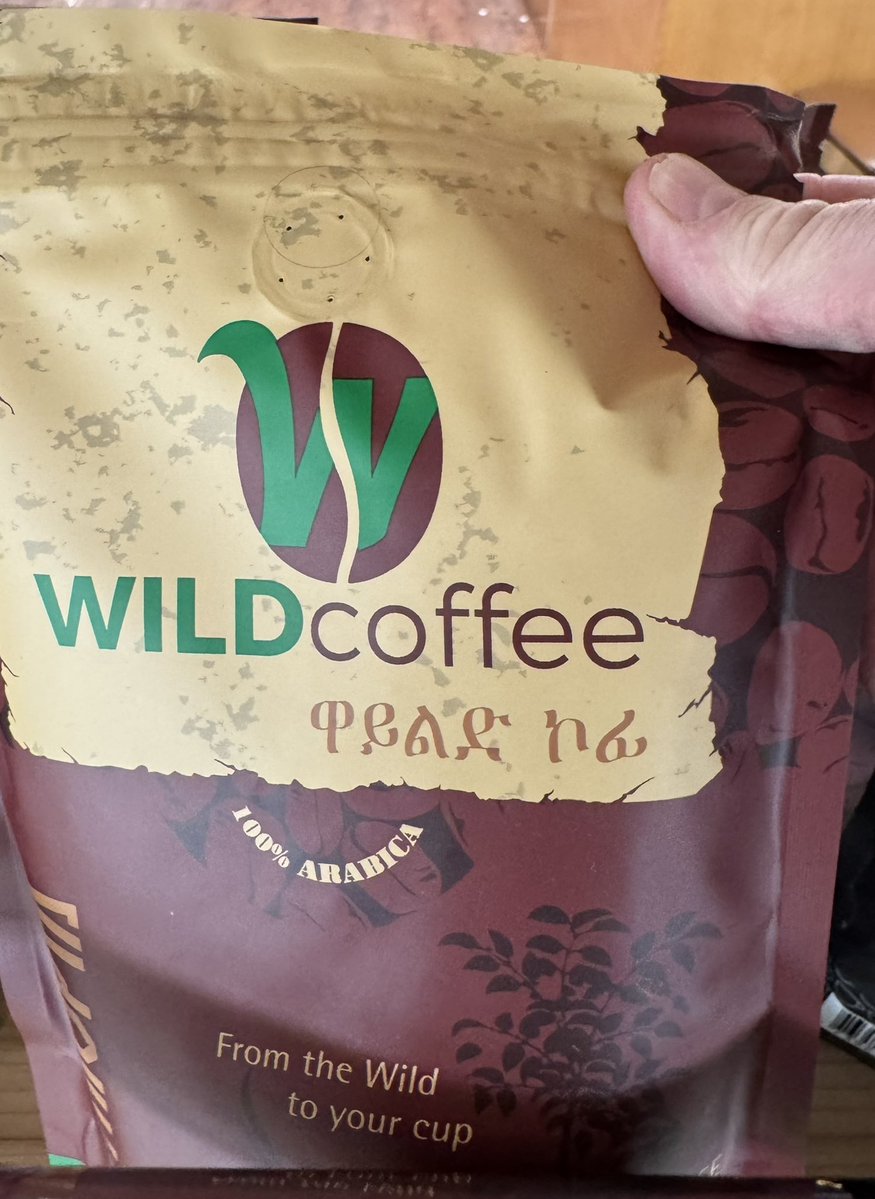 WILDcoffee
ዋይልድ ኮፊ
100% ARABICA
From the Wild
to your cup